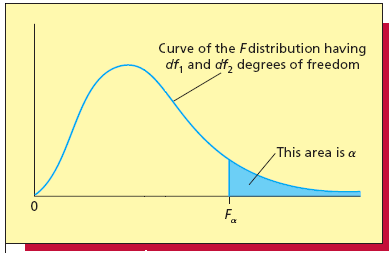 Curve of the F distribution having
df₁ and df₂ degrees of freedom
This area is α
0
Fα